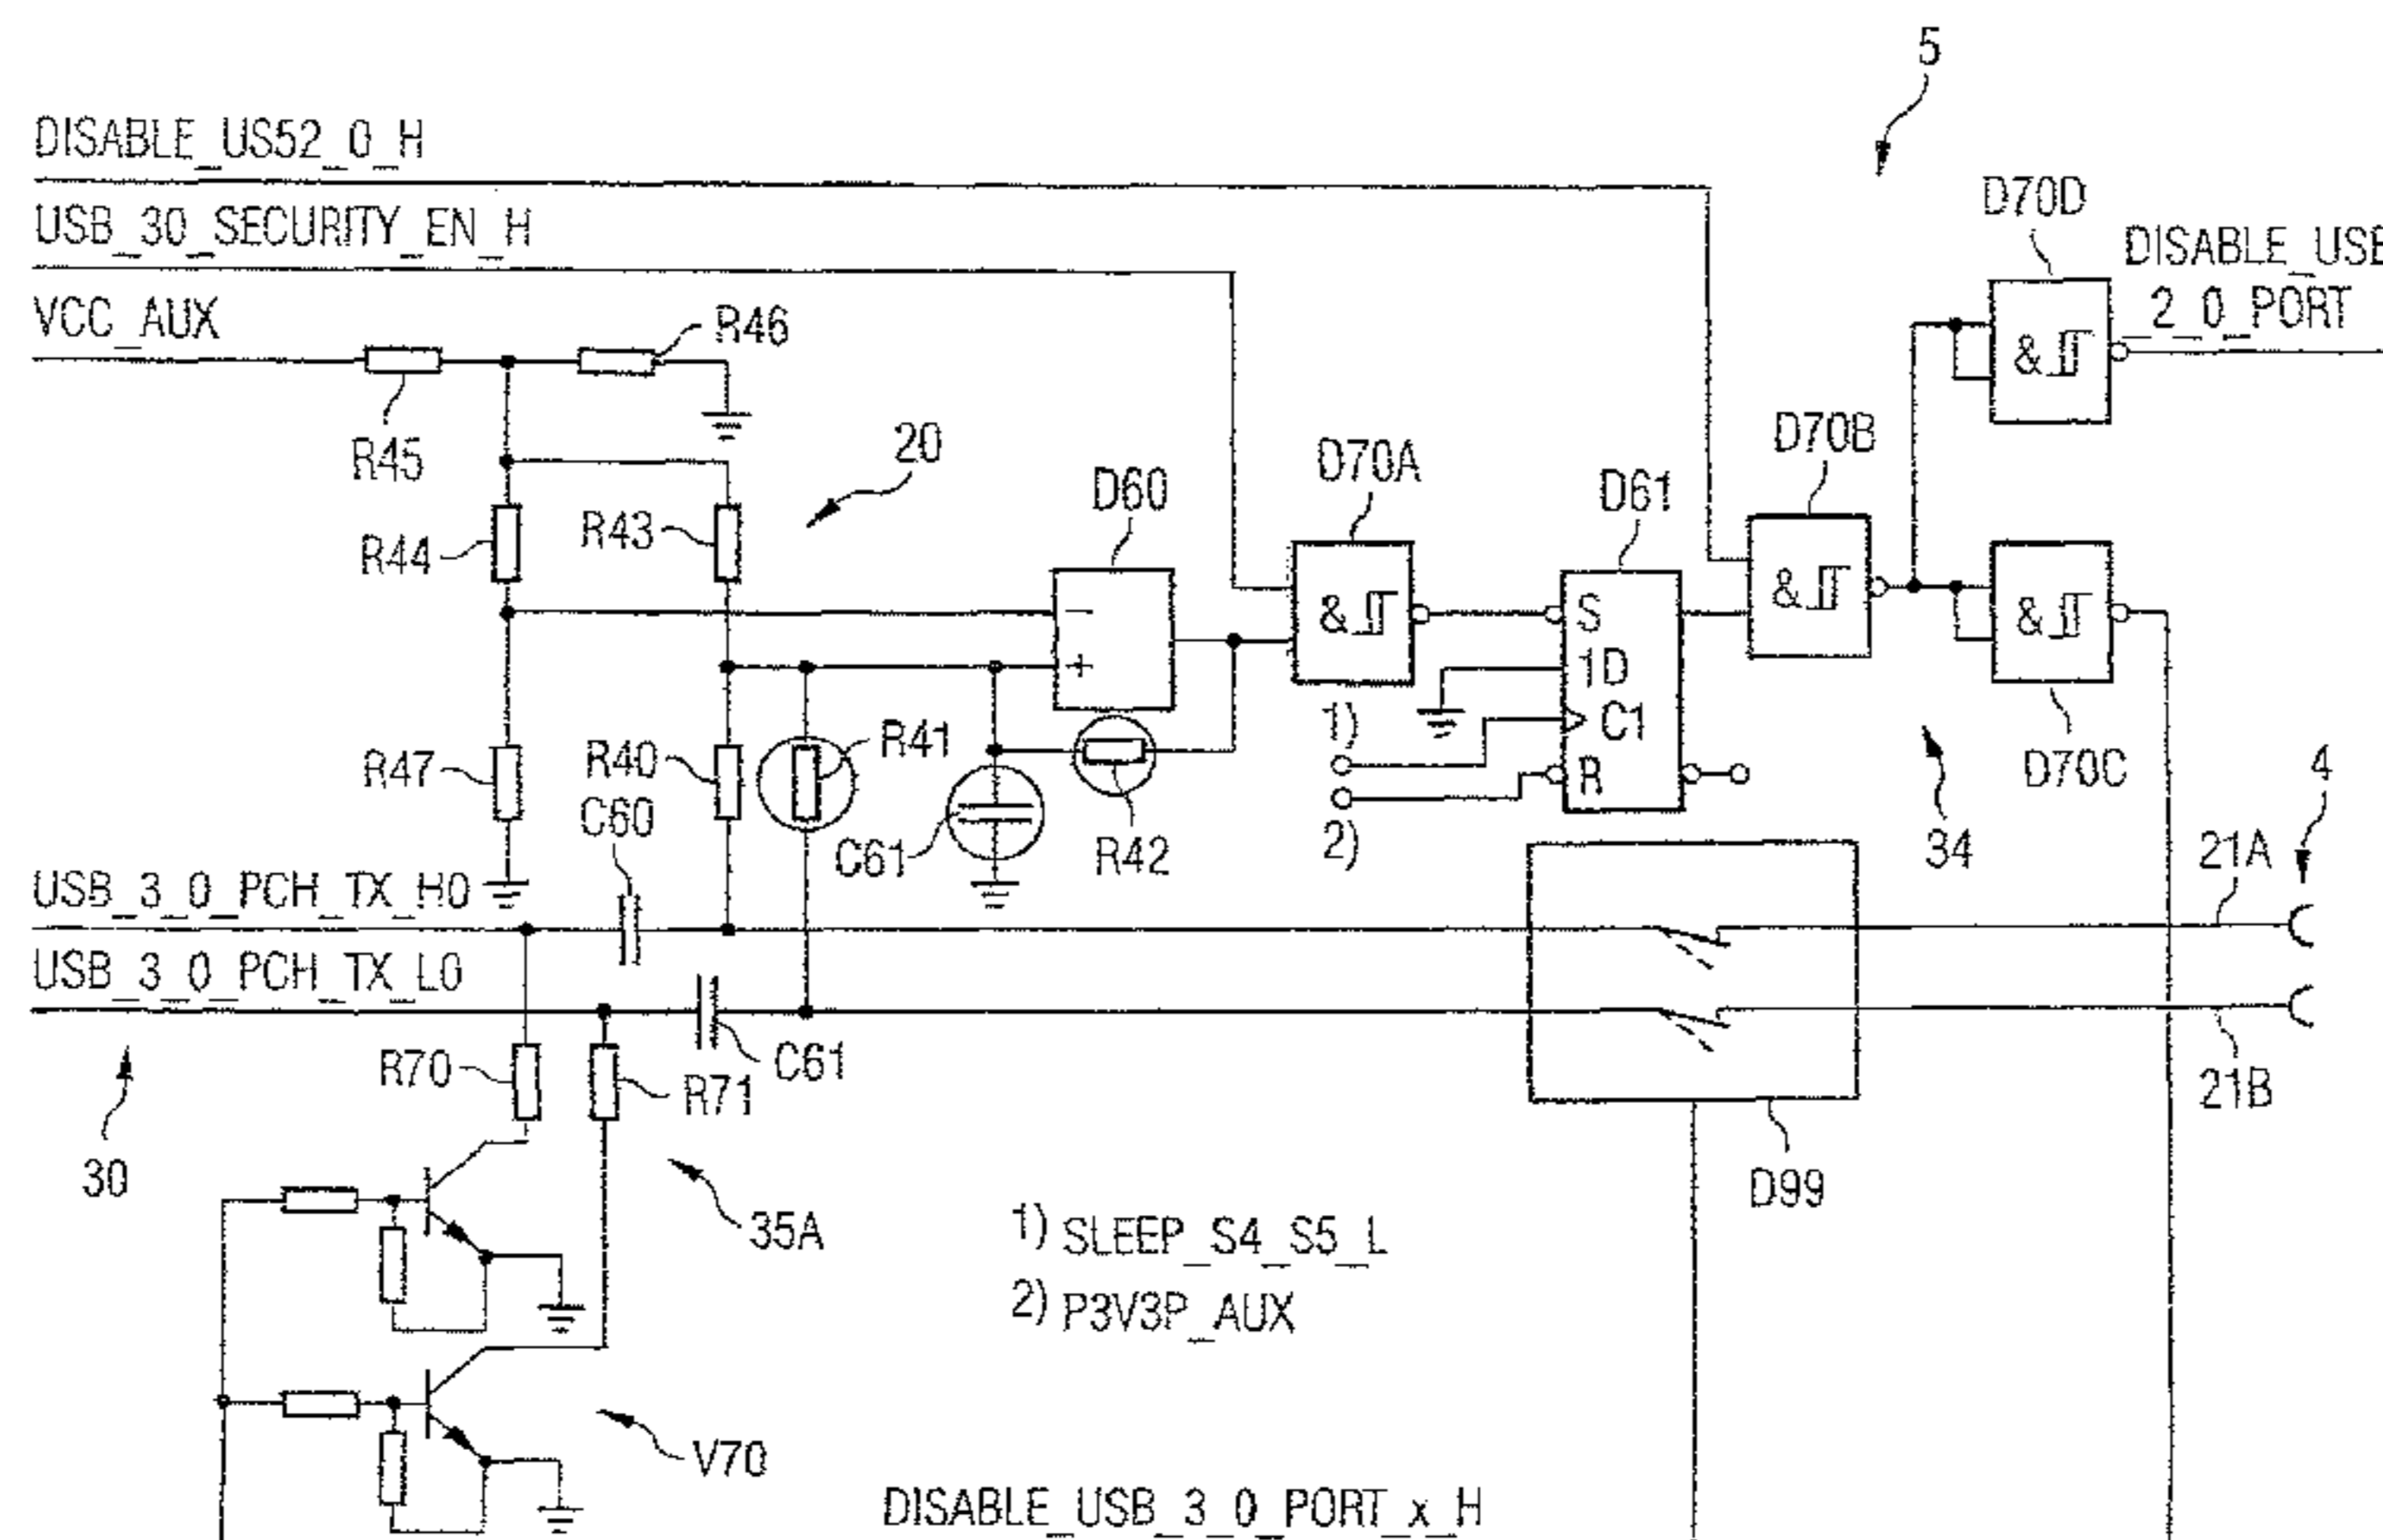 5
DISABLE_US52_0_H
USB_30_SECURITY_EN_H
D70D
DISABLE_USB
_2_0_PORT
VCC_AUX
R46
&
R45
20
D60
D70A
D61
D70B
R44
R43
−
&
S
&
&
+
1D
1)
C1
R47
R40
R41
R
D70C
4
C60
C61
R42
2)
34
21A
USB_3_0_PCH_TX_H0
USB_3_0_PCH_TX_L0
R70
C61
R71
21B
30
D99
35A
1) SLEEP_S4_S5_L
2) P3V3P_AUX
V70
DISABLE_USB_3_0_PORT_x_H